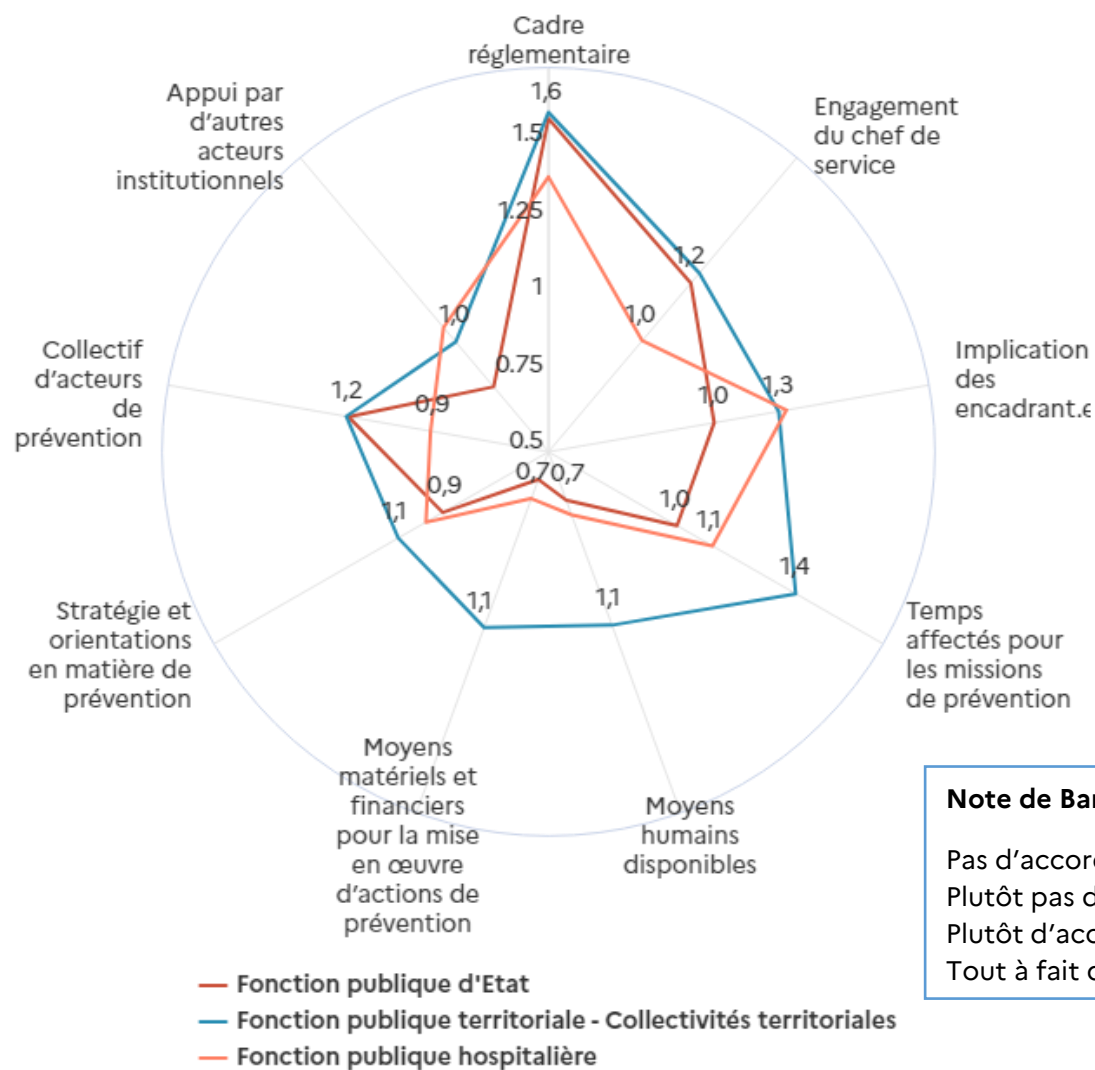 Cadre
réglementaire
1,6
1.5
1.25
1
0.75
0.5
Engagement
du chef de
service
1,2
1,0
Implication
des
1,3
1,0
Temps
affectés pour
les missions
de prévention
1,4
1,1
1,0
Moyens
humains
disponibles
1,1
0,7
Moyens
matériels et
financiers
pour la mise
en œuvre
d'actions de
prévention
1,1
0,7
Stratégie et
orientations
en matière de
prévention
1,1
0,9
Collectif
d'acteurs
de
prévention
1,2
0,9
Appui par
d'autres
acteurs
institutionnels
1,0
Note de
Pas
Plutôt pas
Plutôt
Tout à fait
Fonction publique d'Etat
Fonction publique territoriale - Collectivités territoriales
Fonction publique hospitalière